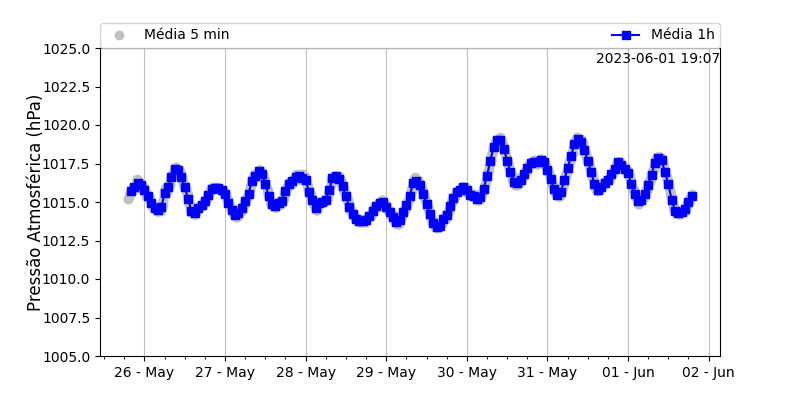 Média 5 min
Média 1h
2023-06-01 19:07
Pressão Atmosférica (hPa)
1025.0
1022.5
1020.0
1017.5
1015.0
1012.5
1010.0
1007.5
1005.0
26 - May 27 - May 28 - May 29 - May 30 - May 31 - May 01 - Jun 02 - Jun